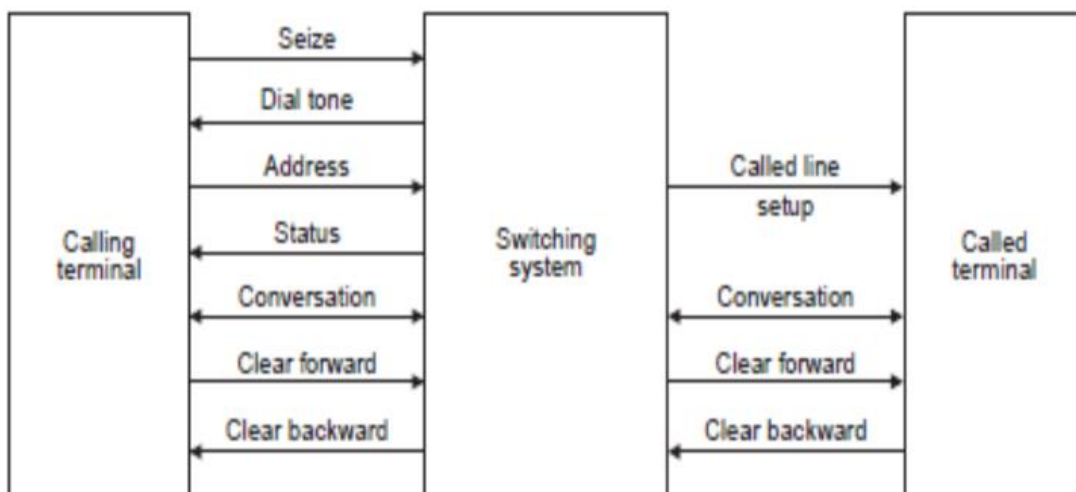 Seize
Dial tone
Address
Called line
setup
Status
Calling
terminal
Switching
system
Called
terminal
Conversation
Conversation
Clear forward
Clear forward
Clear backward
Clear backward